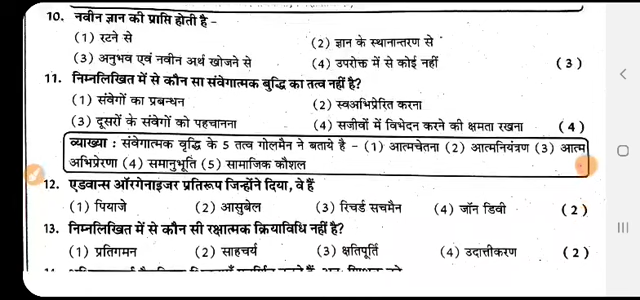 10. नवीन ज्ञान की प्राप्ति होती है -
(1) रटने से (2) ज्ञान के स्थानान्तरण से
(3) अनुभव एवं नवीन अर्थ खोजने से (4) उपरोक्त में से कोई नहीं (3)
11. निम्नलिखित में से कौन सा संवेगात्मक बुद्धि का तत्व नहीं है?
(1) संवेगों का प्रबन्धन (2) स्वअभिप्रेरित करना
(3) दूसरों के संवेगों को पहचानना (4) सजीवों में विभेदन करने की क्षमता रखना (4)
व्याख्या : संवेगात्मक वृद्धि के 5 तत्व गोलमैन ने बताये है - (1) आत्मचेतना (2) आत्मनियंत्रण (3) आत्म
अभिप्रेरणा (4) समानुभूति (5) सामाजिक कौशल
12. एडवान्स ऑरगेनाइजर प्रतिरूप जिन्होंने दिया, वे हैं
(1) पियाजे (2) आसुबेल (3) रिचर्ड सचमैन (4) जॉन डिवी (2)
13. निम्नलिखित में से कौन सी रक्षात्मक क्रियाविधि नहीं है?
(1) प्रतिगमन (2) साहचर्य (3) क्षतिपूर्ति (4) उदात्तीकरण (2)